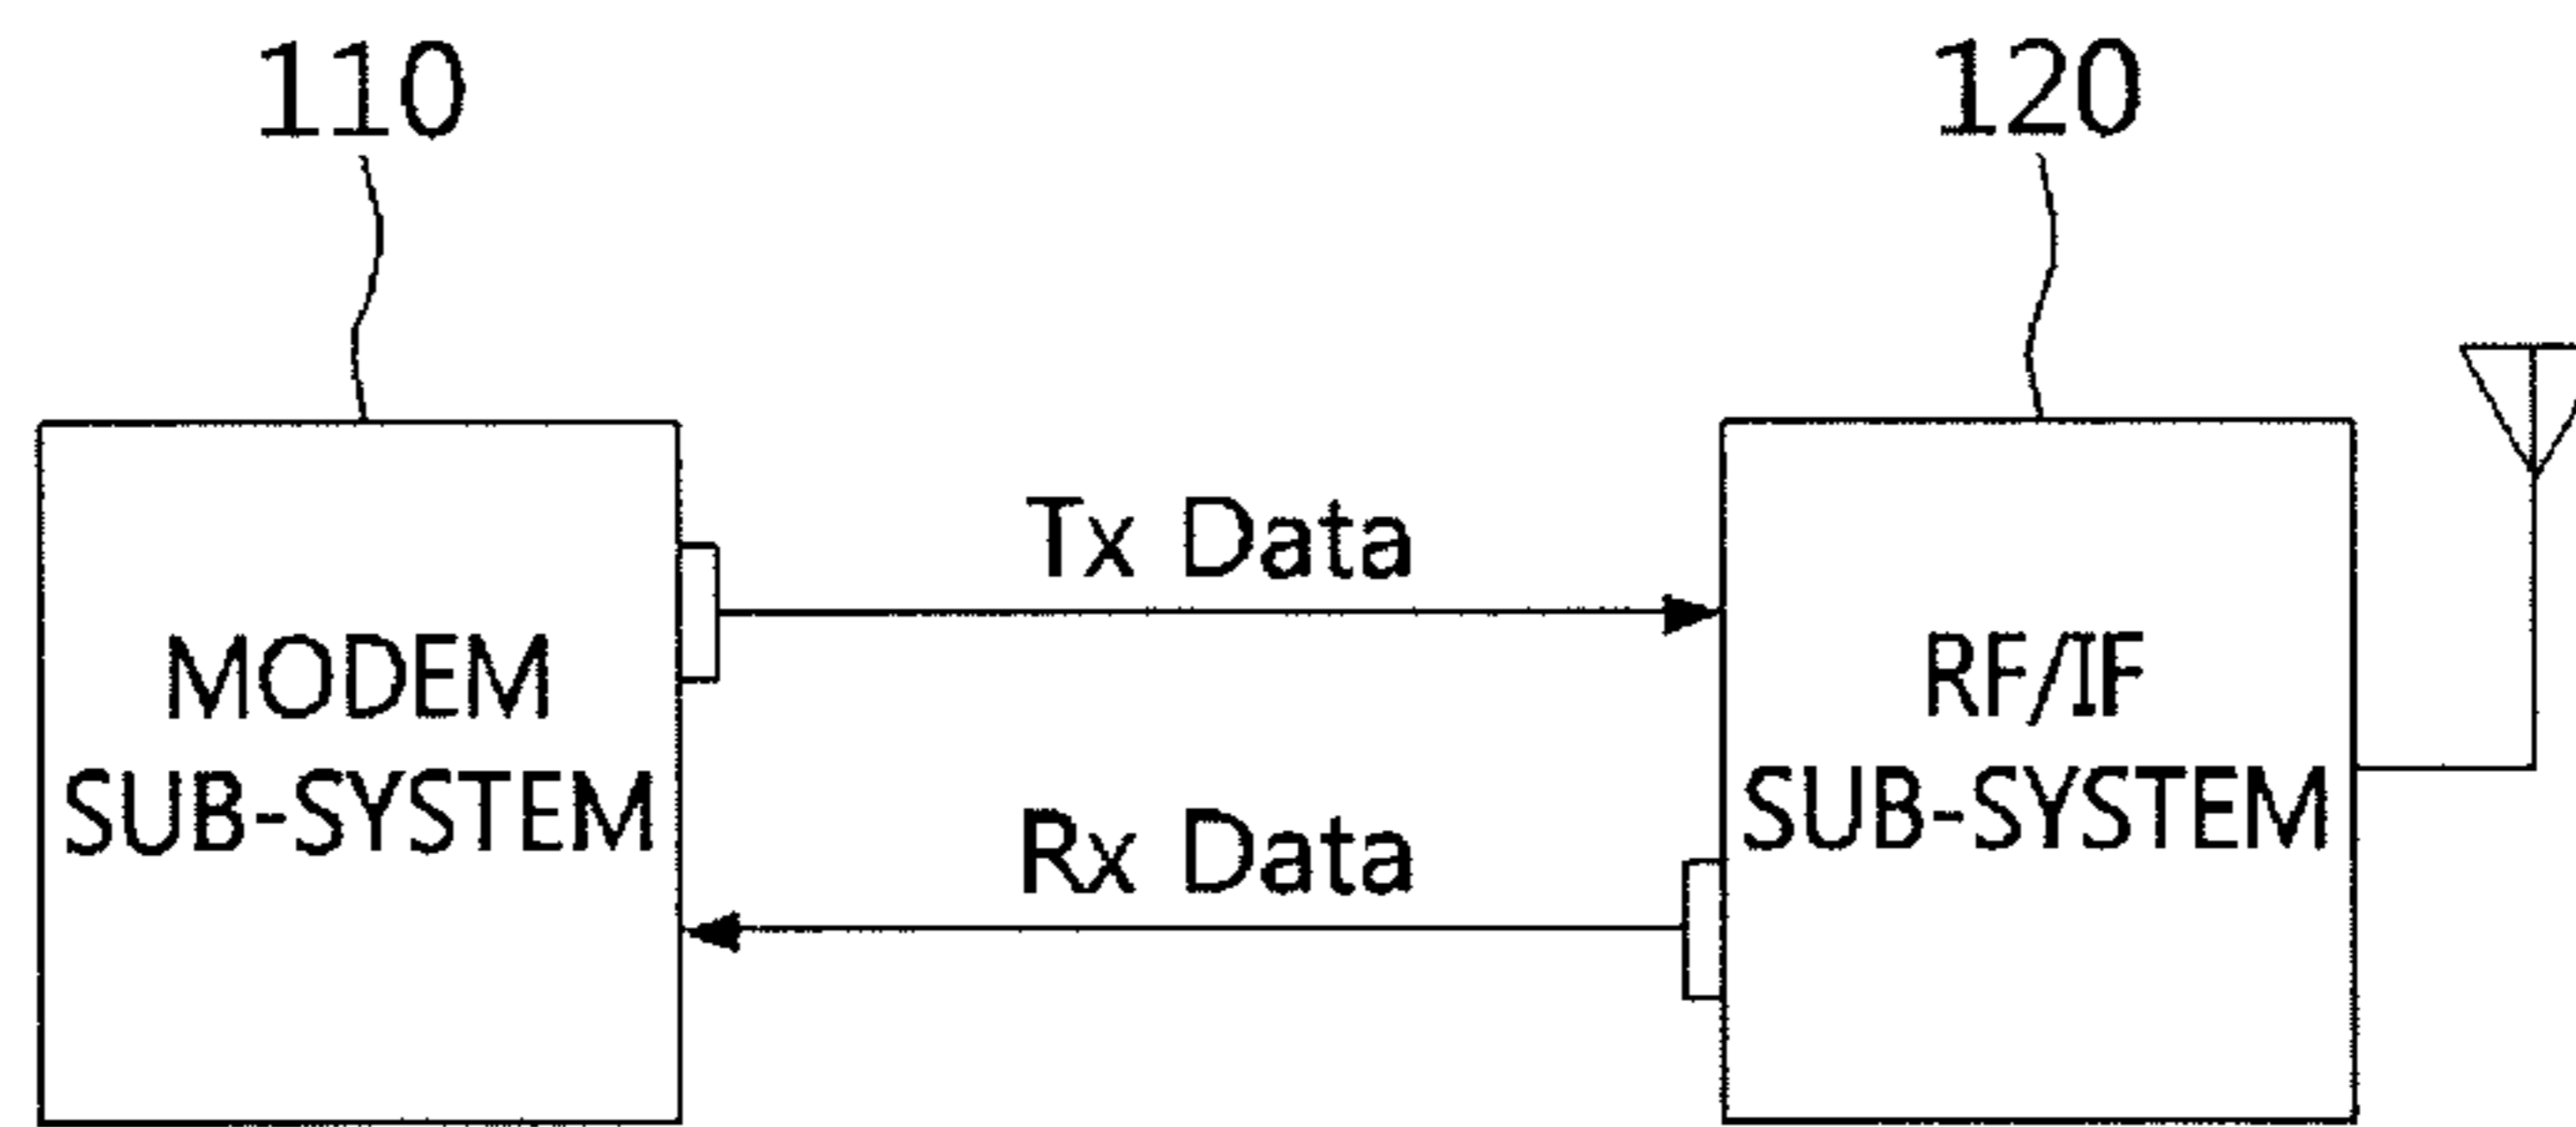 110
120
Tx Data
MODEM
SUB-SYSTEM
RF/IF
SUB-SYSTEM
Rx Data